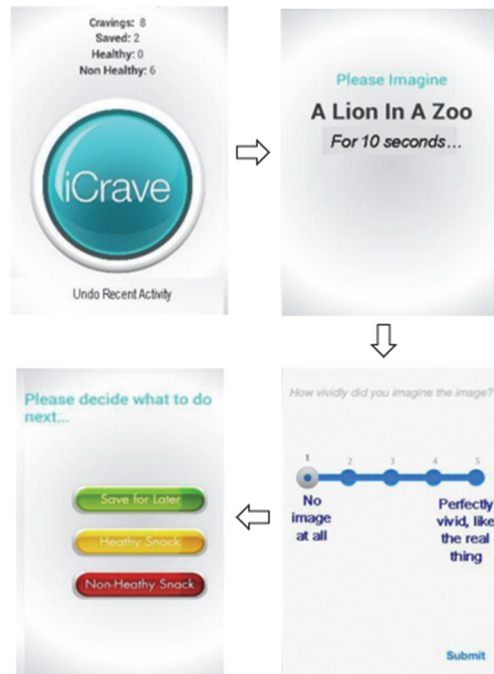 Cravings: 8
Saved: 2
Healthy: 0
Non Healthy: 6
iCrave
Undo Recent Activity
Please Imagine
A Lion In A Zoo
For 10 seconds...
How vividly did you imagine the image?
1 2 3 4 5
No
image
at all
Perfectly
vivid, like
the real
thing
Submit
Please decide what to do
next...
Save for Later
Heathy Snack
Non-Heathy Snack